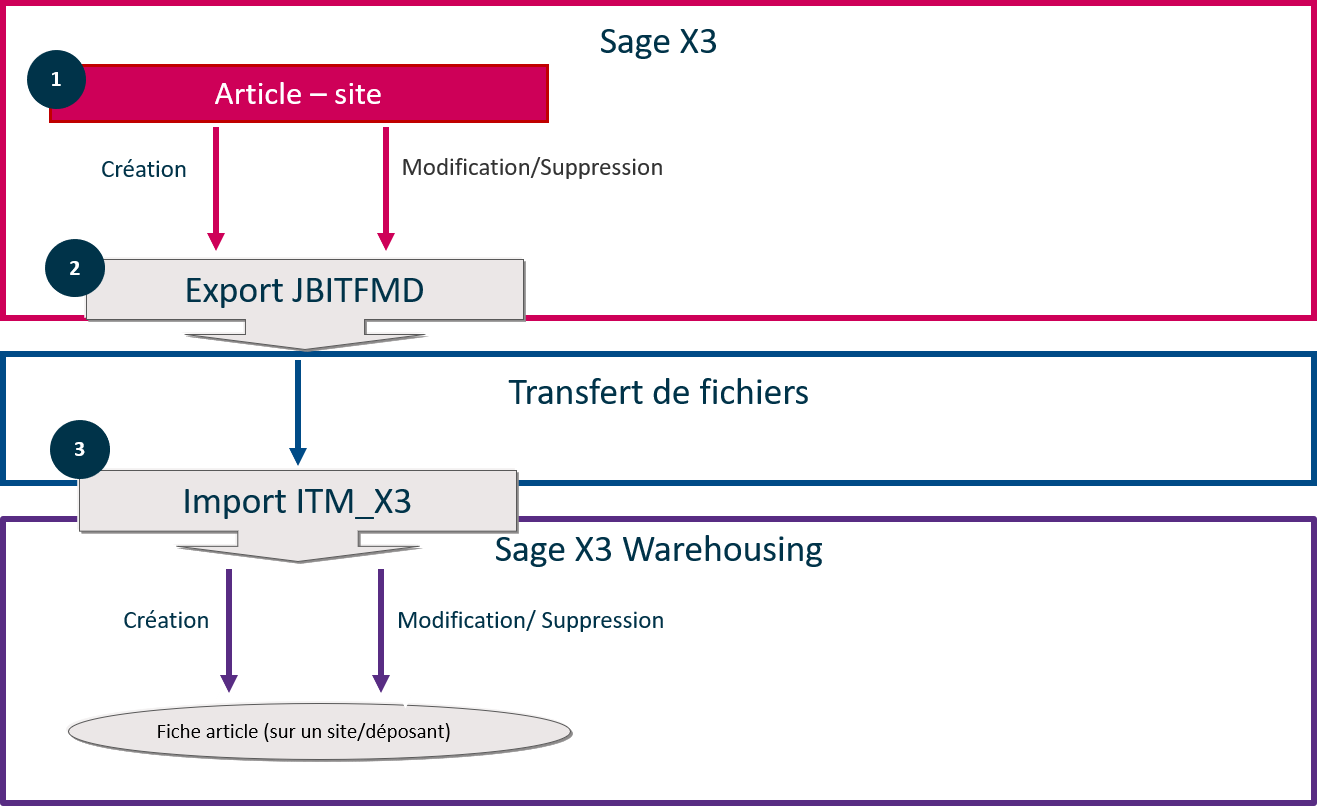 Sage X3
1
Article – site
Création
Modification/Suppression
2
Export JBITFMD
Transfert de fichiers
3
Import ITM_X3
Sage X3 Warehousing
Création
Modification/ Suppression
Fiche article (sur un site/déposant)